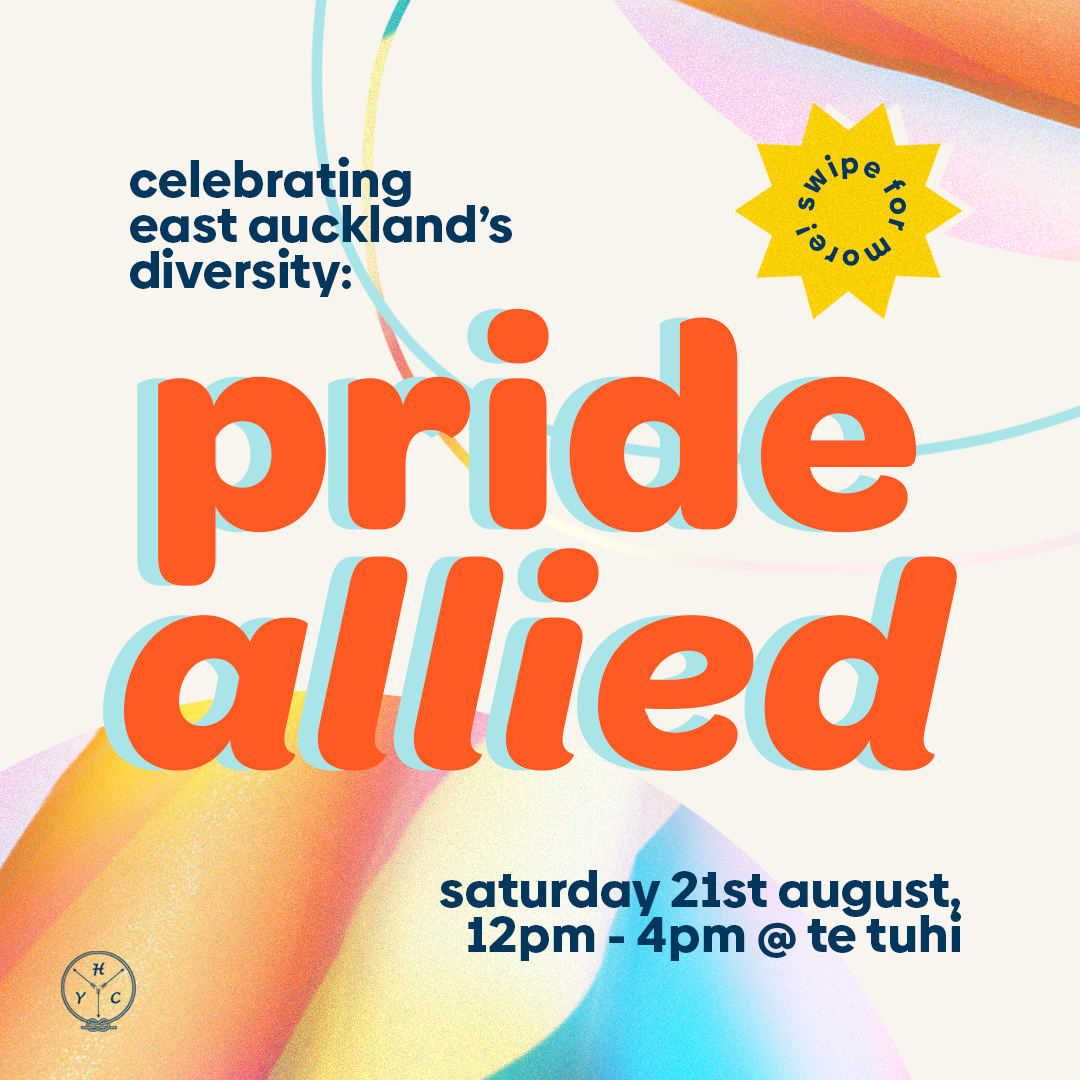 celebrating
east auckland's
diversity:
swipe for more!
pride
allied
saturday 21st august,
12pm - 4pm @ te tuhi
H
Y C